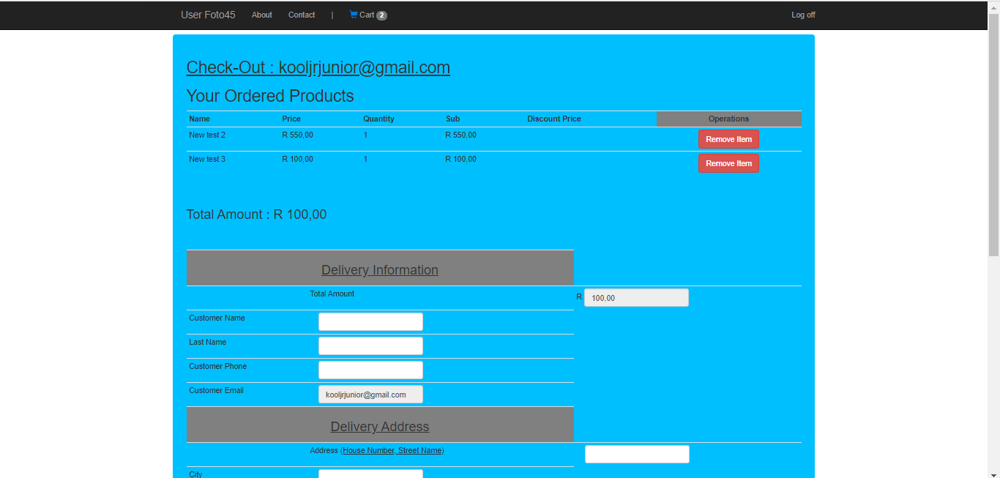 User Foto45 About Contact | Cart 2 Log off
Check-Out : kooljrjunior@gmail.com
Your Ordered Products
Name Price Quantity Sub Discount Price Operations
New test 2 R 550,00 1 R 550,00 Remove Item
New test 3 R 100,00 1 R 100,00 Remove Item
Total Amount : R 100,00
Delivery Information
Total Amount R 100,00
Customer Name
Last Name
Customer Phone
Customer Email kooljrjunior@gmail.com
Delivery Address
Address (House Number, Street Name)
City